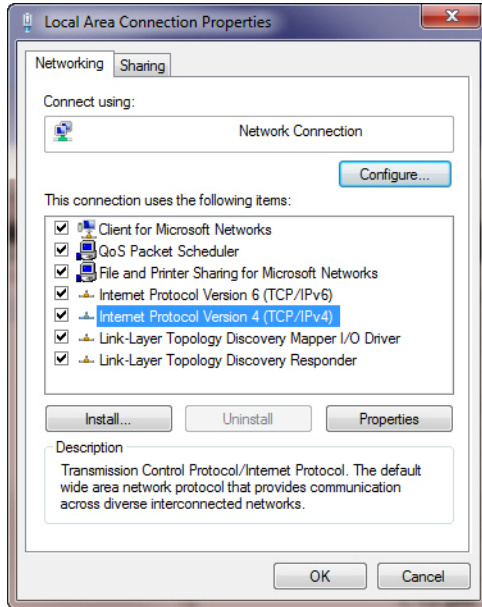 Local Area Connection Properties
x
Networking Sharing
Connect using:
Network Connection
Configure...
This connection uses the following items:
Client for Microsoft Networks
QoS Packet Scheduler
File and Printer Sharing for Microsoft Networks
Internet Protocol Version 6 (TCP/IPv6)
Internet Protocol Version 4 (TCP/IPv4)
Link-Layer Topology Discovery Mapper I/O Driver
Link-Layer Topology Discovery Responder
Install... Uninstall Properties
Description
Transmission Control Protocol/Internet Protocol. The default
wide area network protocol that provides communication
across diverse interconnected networks.
OK Cancel